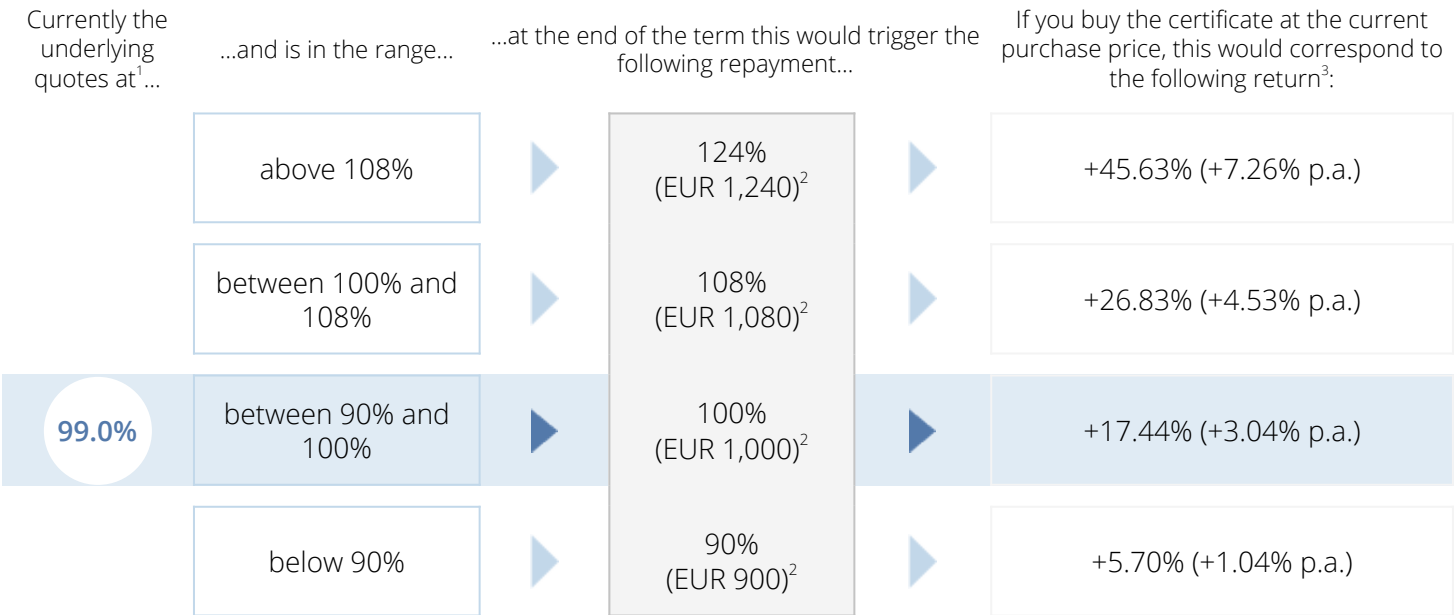 Currently the
underlying
quotes at¹...
...and is in the range...
...at the end of the term this would trigger the
following repayment...
If you buy the certificate at the current
purchase price, this would correspond to
the following return³:
above 108%
124%
(EUR 1,240)²
+45.63% (+7.26% p.a.)
between 100% and
108%
108%
(EUR 1,080)²
+26.83% (+4.53% p.a.)
99.0%
between 90% and
100%
100%
(EUR 1,000)²
+17.44% (+3.04% p.a.)
below 90%
90%
(EUR 900)²
+5.70% (+1.04% p.a.)